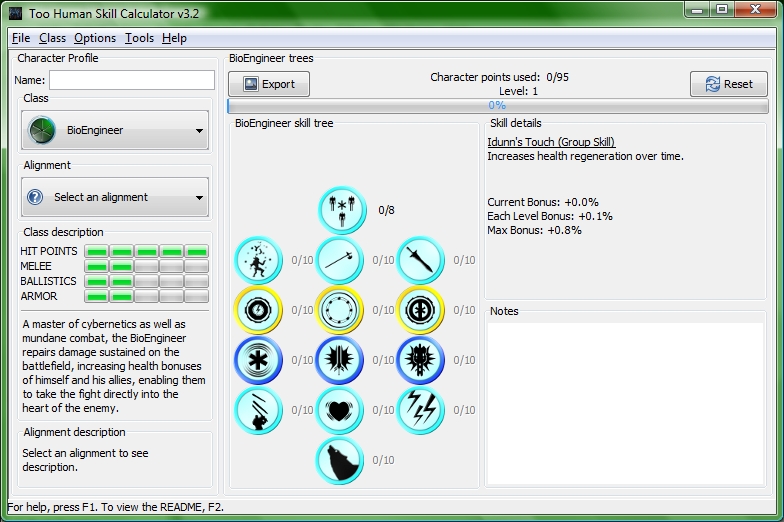 Too Human Skill Calculator v3.2
File Class Options Tools Help
Character Profile
Name:
Class
BioEngineer
Alignment
Select an alignment
Class description
HIT POINTS
MELEE
BALLISTICS
ARMOR
A master of cybernetics as well as
mundane combat, the BioEngineer
repairs damage sustained on the
battlefield, increasing health bonuses
of himself and his allies, enabling them
to take the fight directly into the
heart of the enemy.
Alignment description
Select an alignment to see
description.
BioEngineer trees
Export
Character points used: 0/95
Level: 1
Reset
0%
BioEngineer skill tree
0/8
0/10 0/10 0/10
0/10 0/10 0/10
0/10 0/10 0/10
0/10 0/10 0/10
0/10
Skill details
Idunn's Touch (Group Skill)
Increases health regeneration over time.
Current Bonus: +0.0%
Each Level Bonus: +0.1%
Max Bonus: +0.8%
Notes
For help, press F1. To view the README, F2.